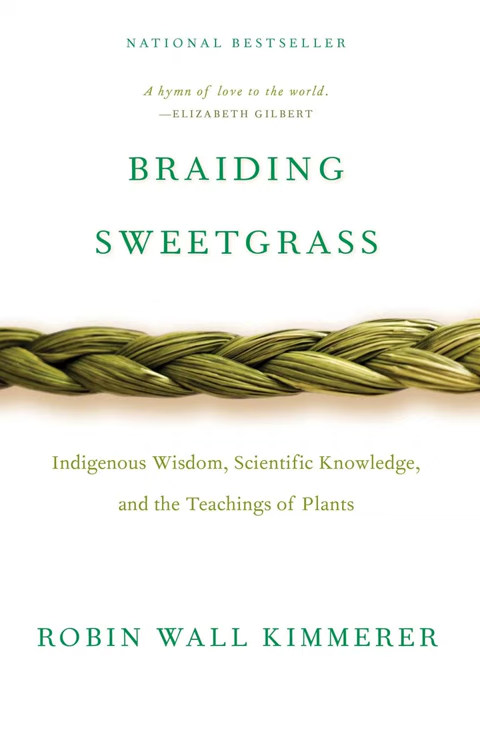 NATIONAL BESTSELLER
A hymn of love to the world.
—ELIZABETH GILBERT
BRAIDING
SWEETGRASS
Indigenous Wisdom, Scientific Knowledge,
and the Teachings of Plants
ROBIN WALL KIMMERER